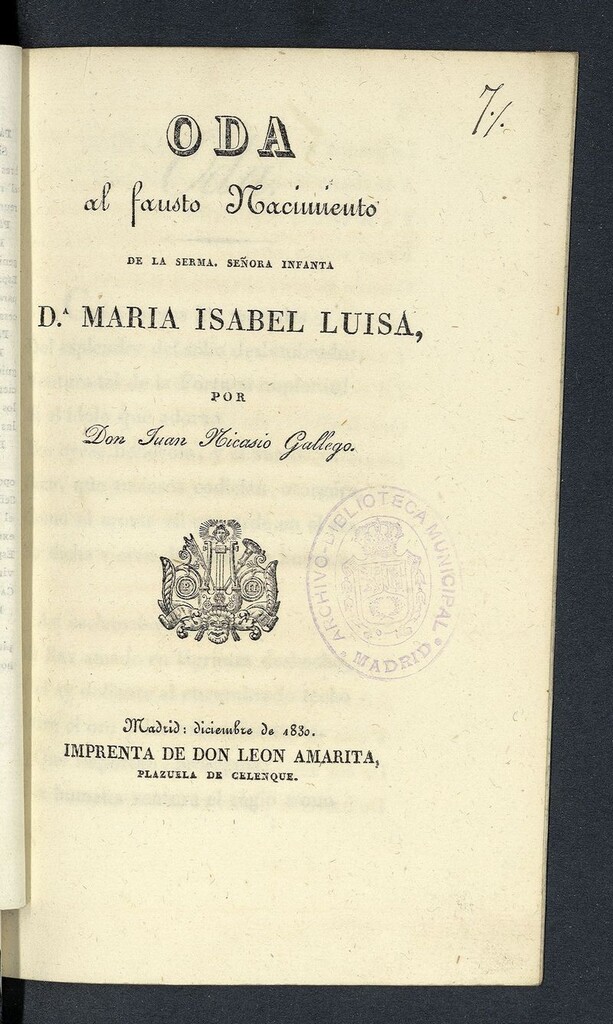 7./.
ODA
al fausto Nacimiento
DE LA SERMA. SEÑORA INFANTA
D.ᴬ MARIA ISABEL LUISA,
POR
Don Juan Nicasio Gallego.
ARCHIVO-BIBLIOTECA MUNICIPAL
MADRID
Madrid: diciembre de 1830.
IMPRENTA DE DON LEON AMARITA,
PLAZUELA DE CELENQUE.